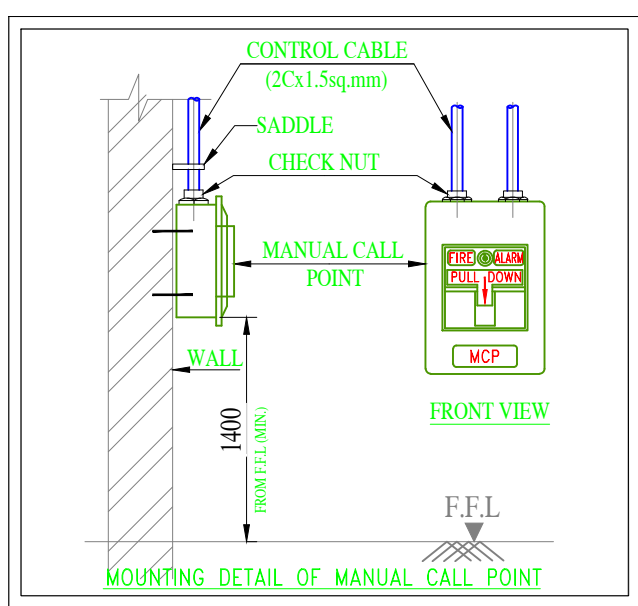 CONTROL CABLE
(2Cx1.5sq.mm)
SADDLE
CHECK NUT
MANUAL CALL
POINT
FIRE ALARM
PULL DOWN
MCP
WALL
1400
FROM F.F.L (MIN.)
FRONT VIEW
F.F.L
MOUNTING DETAIL OF MANUAL CALL POINT